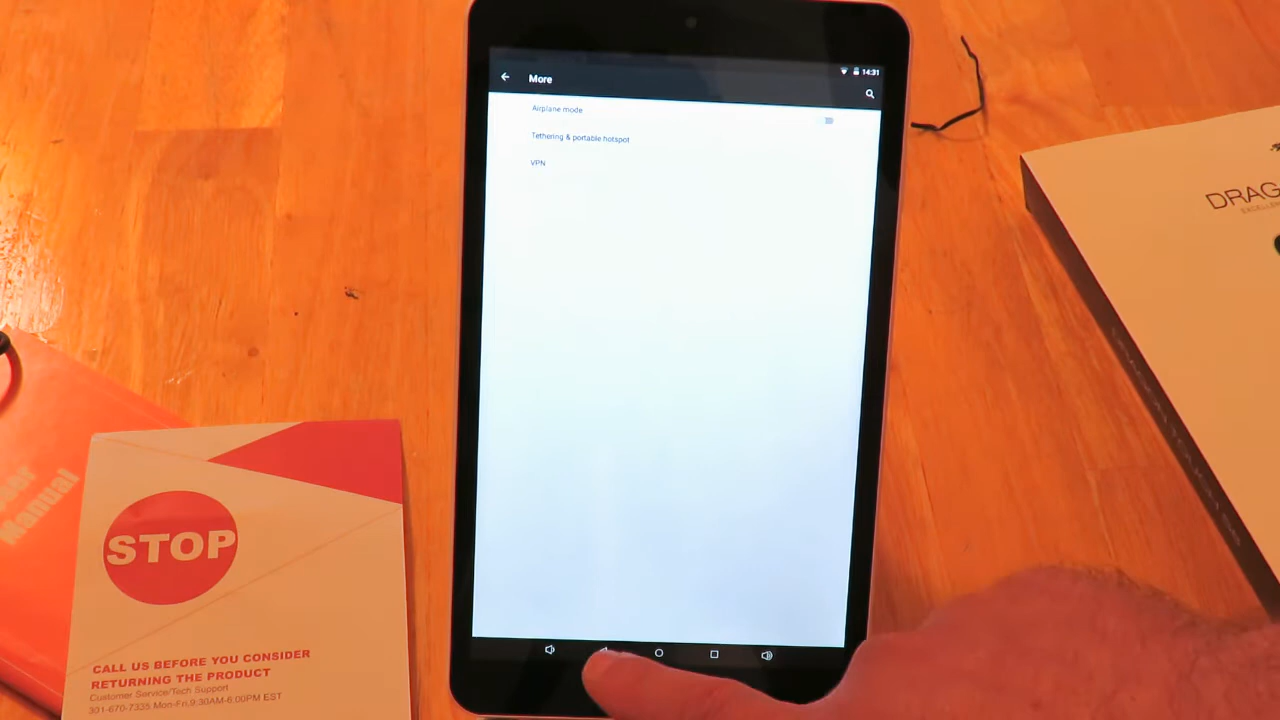 14:31
More
Airplane mode
Tethering & portable hotspot
VPN
DRAG
Manual
STOP
CALL US BEFORE YOU CONSIDER
RETURNING THE PRODUCT
Customer Service/Tech Support
301-670-7335 Mon-Fri,9:30AM-6:00PM EST